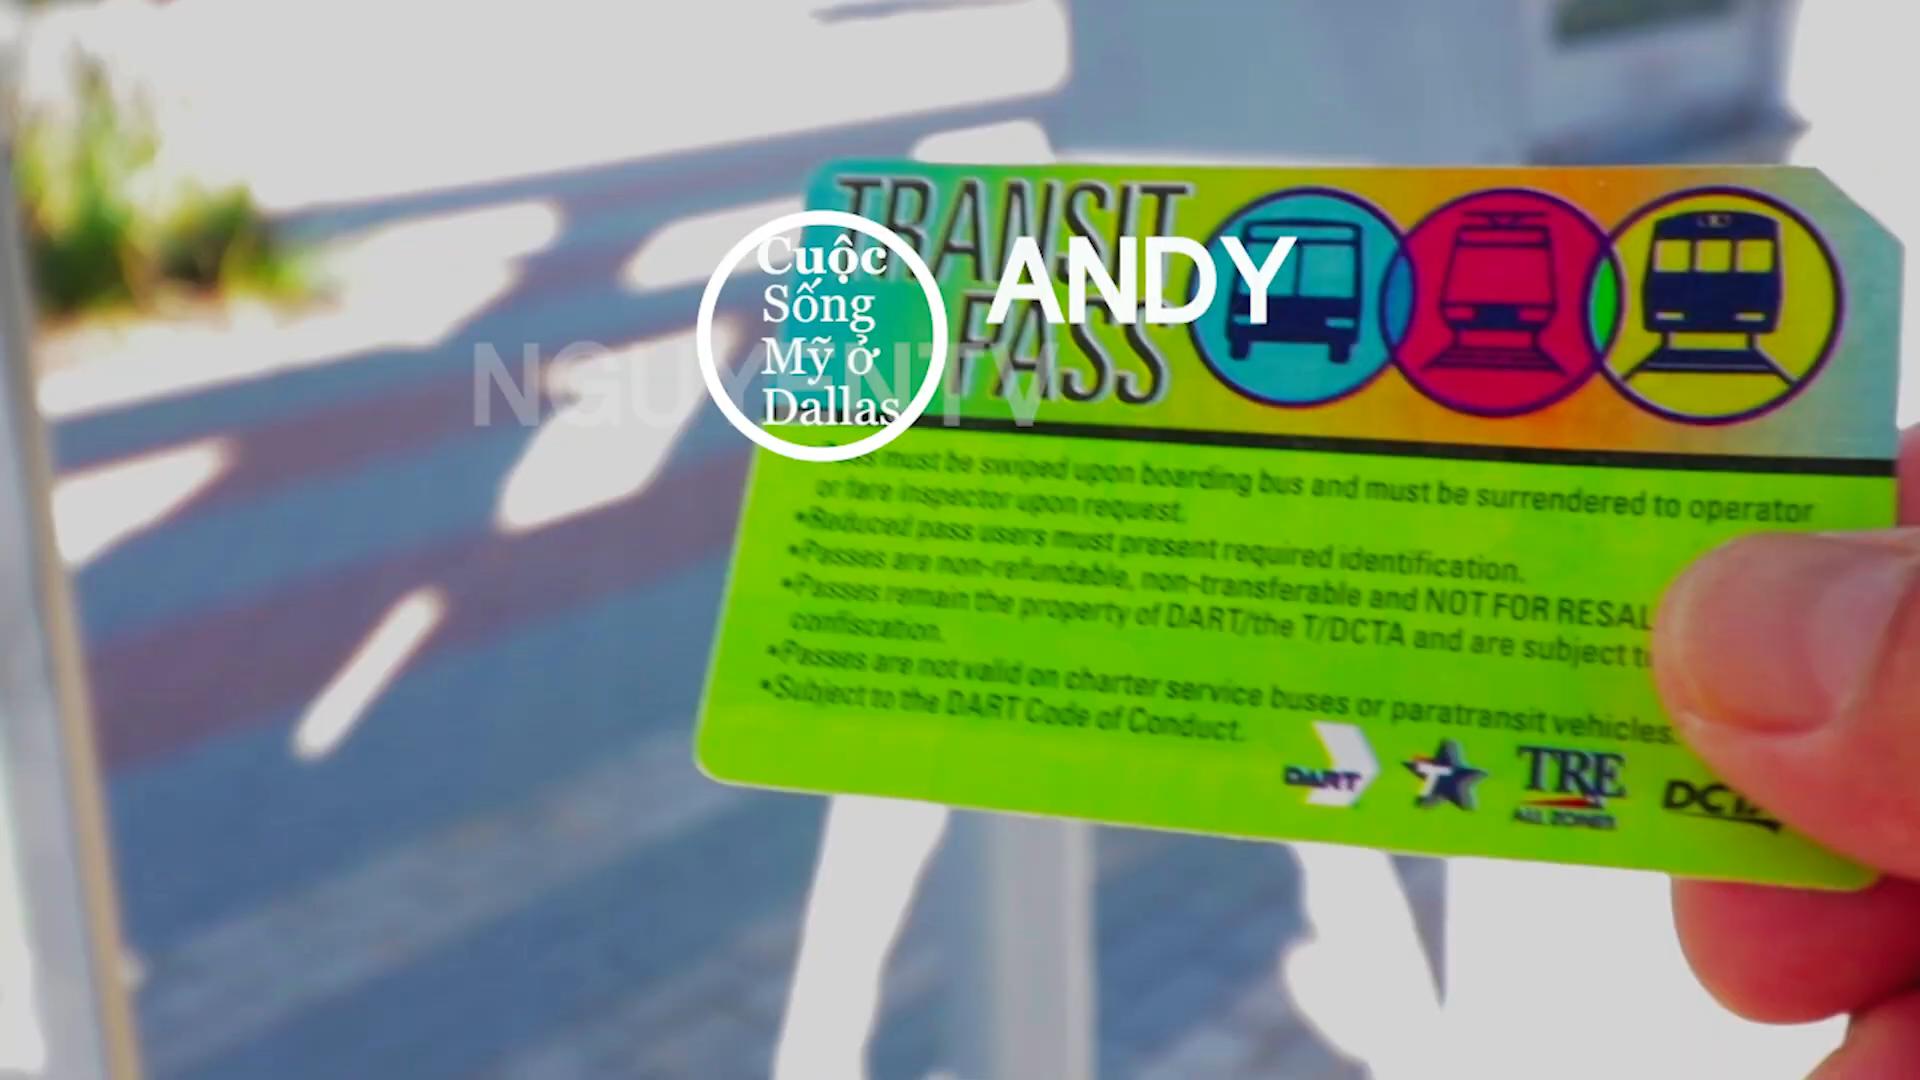 TRANSIT
PASS
Cuộc
Sống
Mỹ ở
Dallas
ANDY
NGUYENTV
must be swiped upon boarding bus and must be surrendered to operator
or fare inspector upon request.
•Reduced pass users must present required identification.
•Passes are non-refundable, non-transferable and NOT FOR RESAL
•Passes remain the property of DART/the T/DCTA and are subject t
confiscation.
•Passes are not valid on charter service buses or paratransit vehicles.
•Subject to the DART Code of Conduct.
DART
T
TRE
ALL ZONES
DCTA